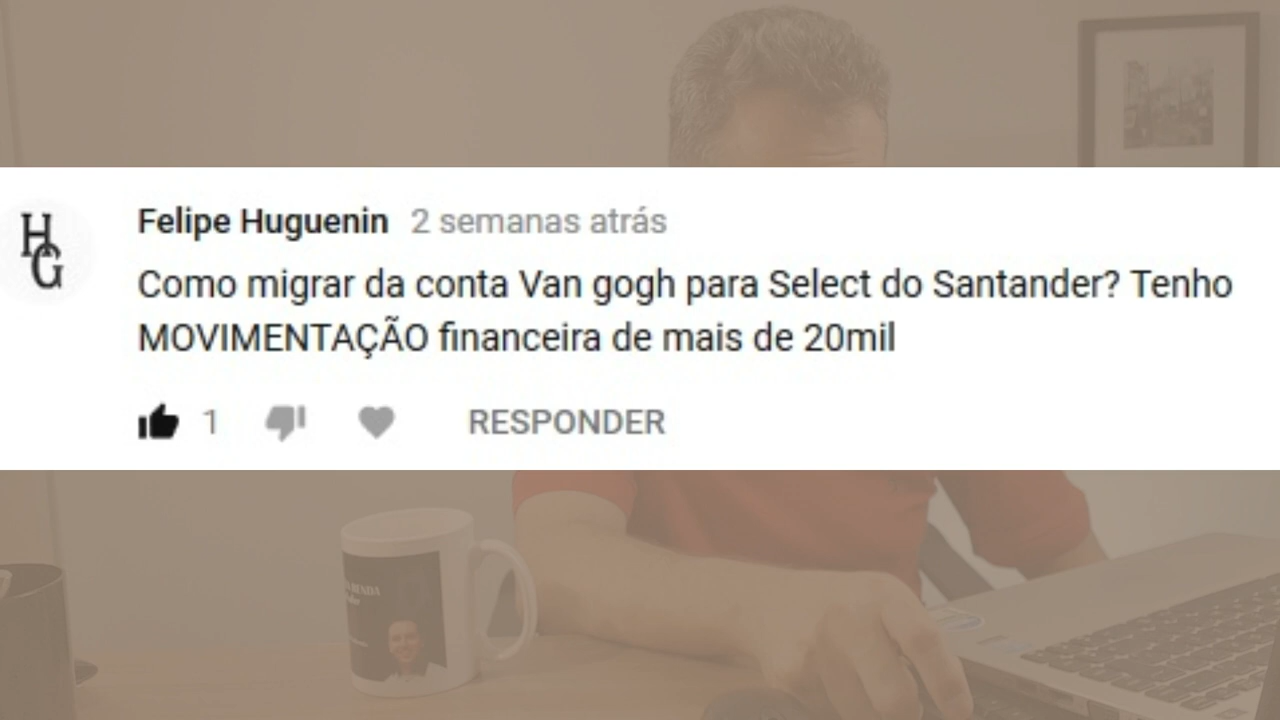 HG
Felipe Huguenin 2 semanas atrás
Como migrar da conta Van gogh para Select do Santander? Tenho
MOVIMENTAÇÃO financeira de mais de 20mil
1
RESPONDER